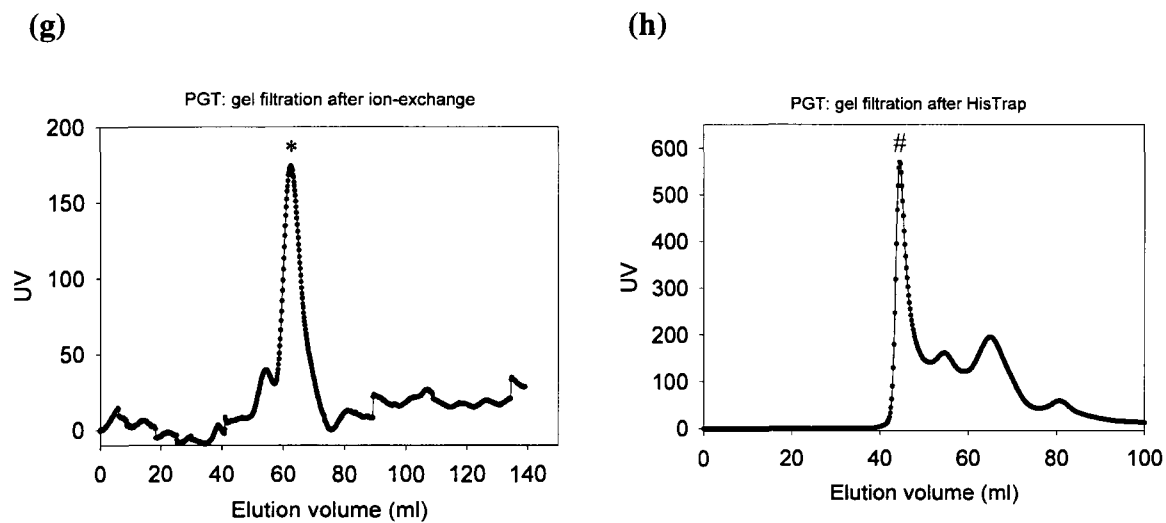 (g)
PGT: gel filtration after ion-exchange
*
200
150
100
50
0
UV
0 20 40 60 80 100 120 140
Elution volume (ml)
(h)
PGT: gel filtration after HisTrap
#
600
500
400
300
200
100
0
UV
0 20 40 60 80 100
Elution volume (ml)